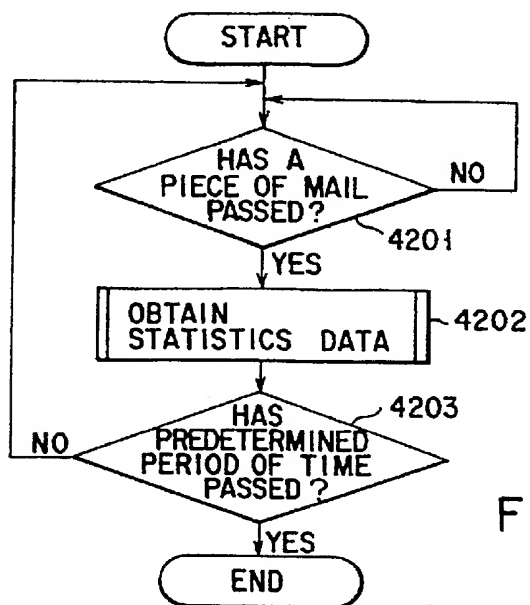 START
HAS A
PIECE OF MAIL
PASSED?
NO
4201
YES
OBTAIN
STATISTICS DATA
4202
4203
HAS
PREDETERMINED
PERIOD OF TIME
PASSED?
NO
F
YES
END